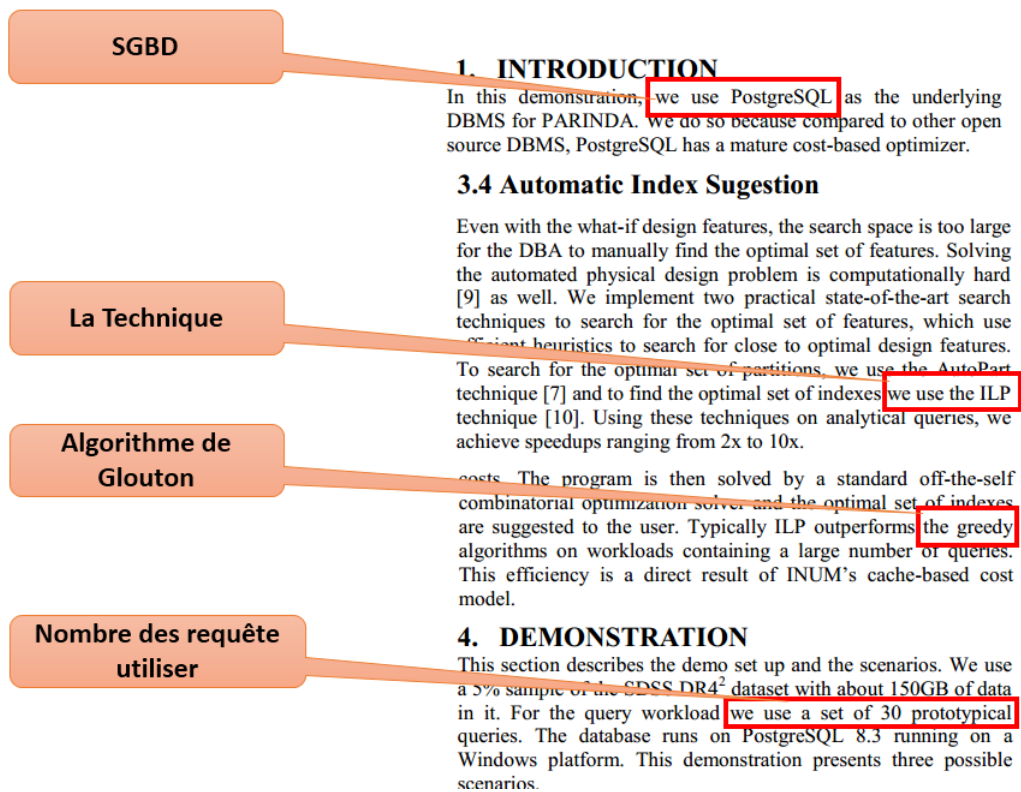 SGBD
1. INTRODUCTION
In this demonstration, we use PostgreSQL as the underlying
DBMS for PARINDA. We do so because compared to other open
source DBMS, PostgreSQL has a mature cost-based optimizer.
3.4 Automatic Index Sugestion
Even with the what-if design features, the search space is too large
for the DBA to manually find the optimal set of features. Solving
the automated physical design problem is computationally hard
[9] as well. We implement two practical state-of-the-art search
La Technique
techniques to search for the optimal set of features, which use
efficient heuristics to search for close to optimal design features.
To search for the optimal set of partitions, we use the AutoPart
technique [7] and to find the optimal set of indexes we use the ILP
technique [10]. Using these techniques on analytical queries, we
achieve speedups ranging from 2x to 10x.
Algorithme de
Glouton
costs. The program is then solved by a standard off-the-self
combinatorial optimization solver and the optimal set of indexes
are suggested to the user. Typically ILP outperforms the greedy
algorithms on workloads containing a large number of queries.
This efficiency is a direct result of INUM's cache-based cost
model.
Nombre des requête
utiliser
4. DEMONSTRATION
This section describes the demo set up and the scenarios. We use
a 5% sample of the SDSS DR42 dataset with about 150GB of data
in it. For the query workload we use a set of 30 prototypical
queries. The database runs on PostgreSQL 8.3 running on a
Windows platform. This demonstration presents three possible
scenarios.